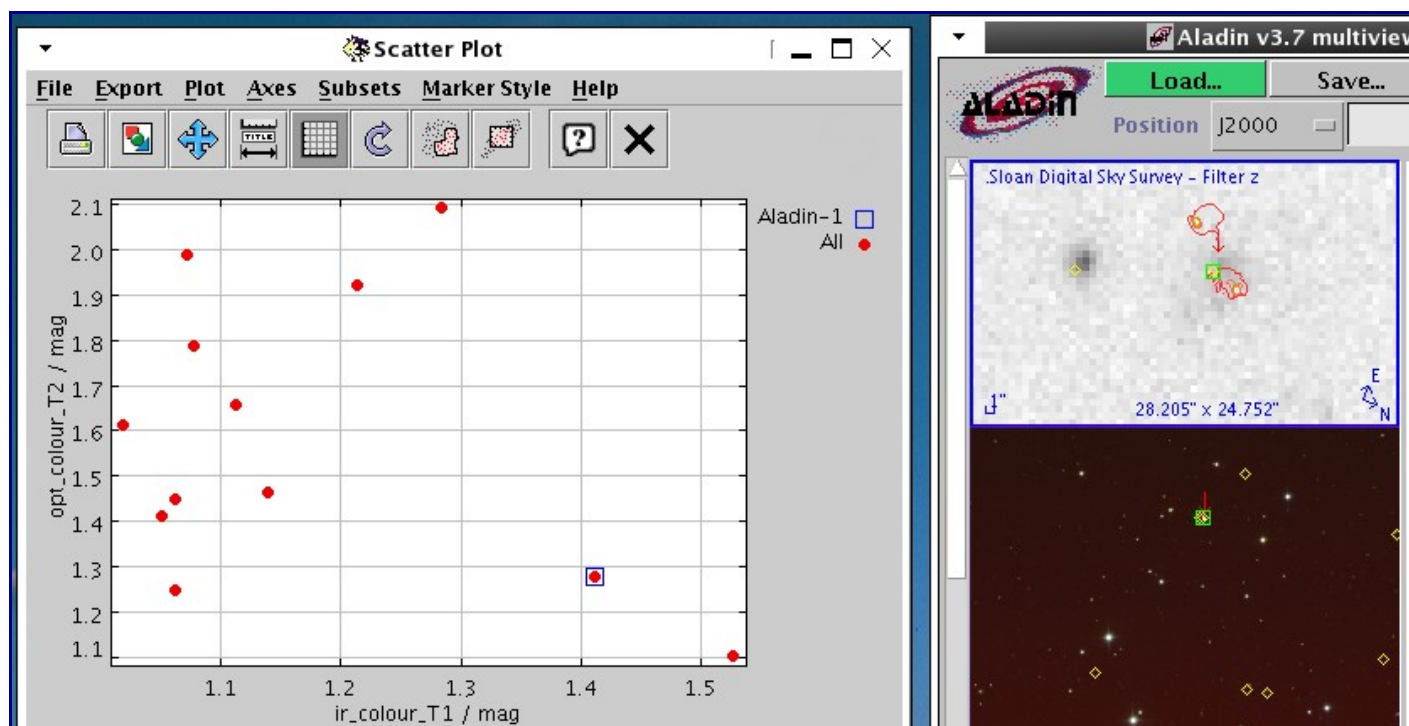 Scatter Plot
File Export Plot Axes Subsets Marker Style Help
TITLE
Aladin-1
All
2.1
2.0
1.9
1.8
1.7
1.6
1.5
1.4
1.3
1.2
1.1
opt_colour_T2 / mag
1.1 1.2 1.3 1.4 1.5
ir_colour_T1 / mag
Aladin v3.7 multiview
ALADIN
Load... Save...
Position J2000
.Sloan Digital Sky Survey - Filter z
1"
28.205" x 24.752"
E
N